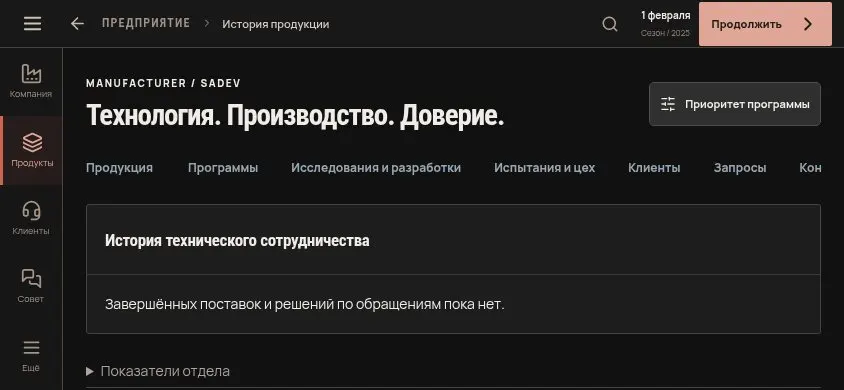 ПРЕДПРИЯТИЕ
История продукции
1 февраля
Сезон / 2025
Продолжить
Компания
Продукты
Клиенты
Совет
Ещё
MANUFACTURER / SADEV
Технология. Производство. Доверие.
Приоритет программы
Продукция Программы Исследования и разработки Испытания и цех Клиенты Запросы Кон
История технического сотрудничества
Завершённых поставок и решений по обращениям пока нет.
Показатели отдела